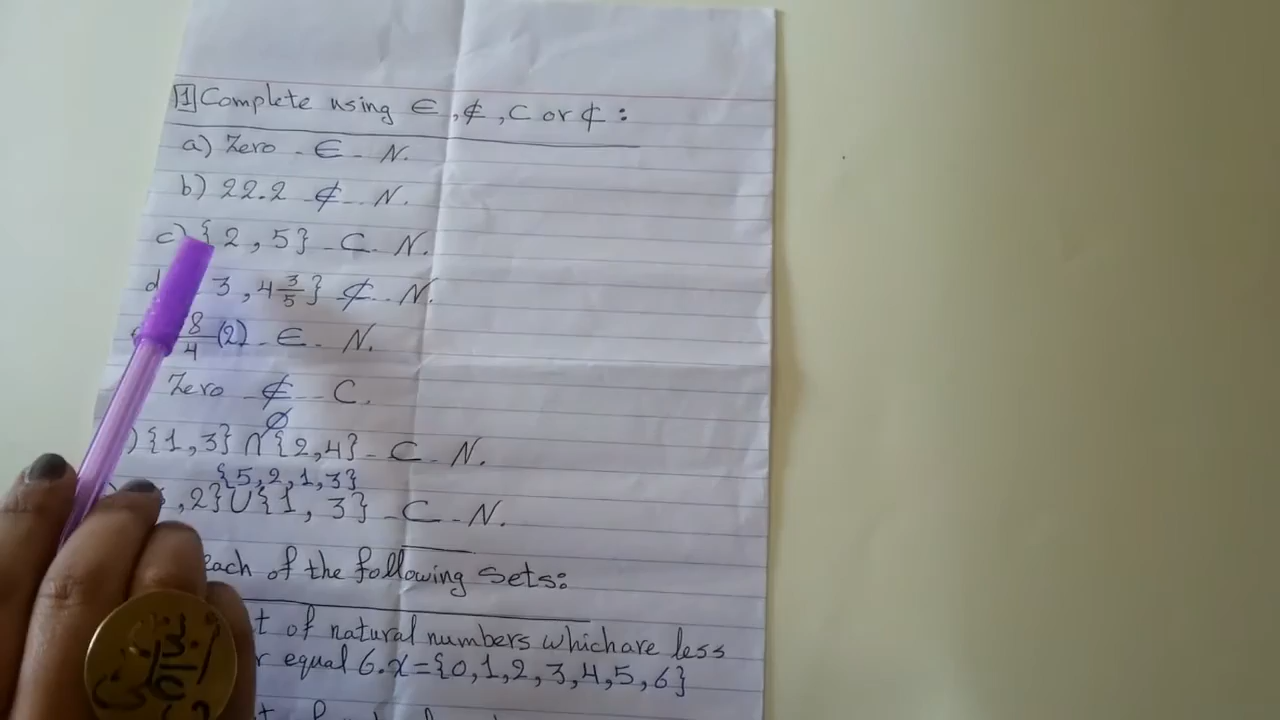 1 Complete using ∈, ∉, ⊂ or ⊄ :
a) Zero - ∈ - N.
b) 22.2 - ∉ - N.
c) { 2 , 5 } - ⊂ - N.
d 3 , 4 3/5 } - ⊄ - N.
8/4 (2) - ∈ - N.
Zero - ∉ - C.
∅
) {1, 3} ∩ {2, 4} - ⊂ - N.
{5, 2, 1, 3}
, 2} ∪ {1, 3} - ⊂ - N.
each of the following sets:
of natural numbers which are less
equal 6. X = {0, 1, 2, 3, 4, 5, 6}